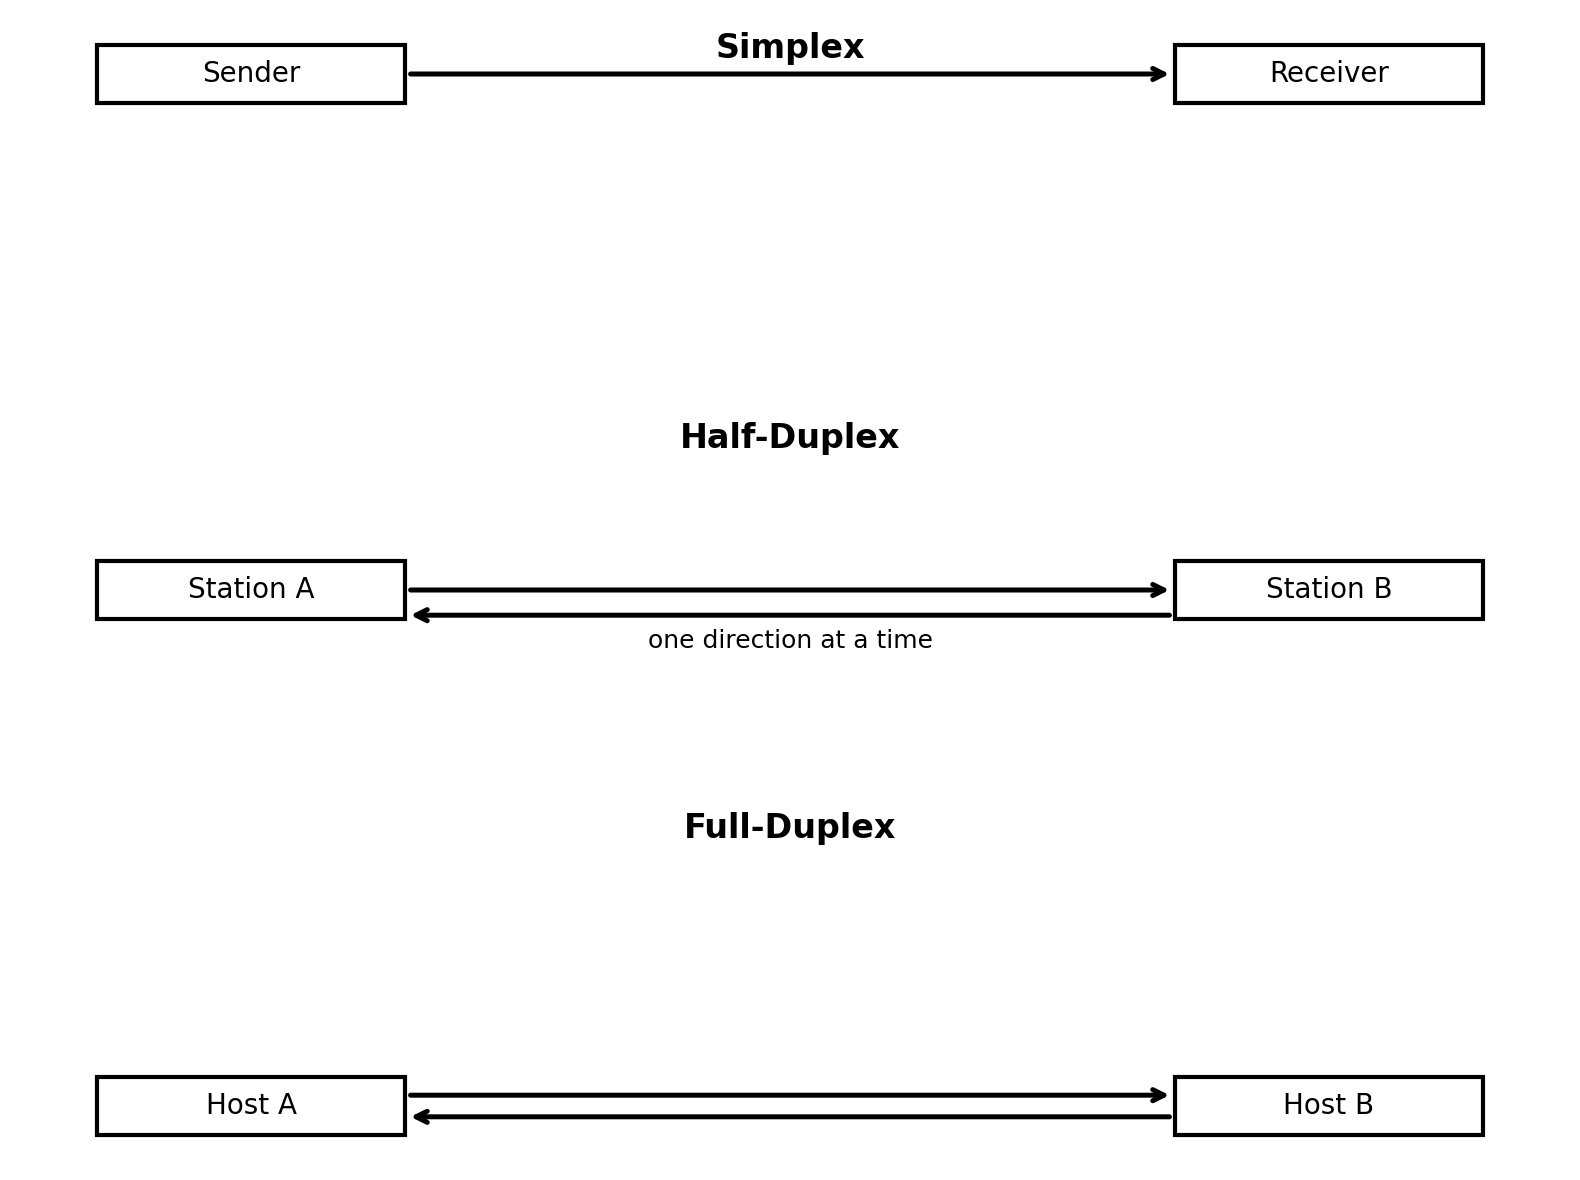 Simplex
Sender
Receiver
Half-Duplex
Station A
Station B
one direction at a time
Full-Duplex
Host A
Host B